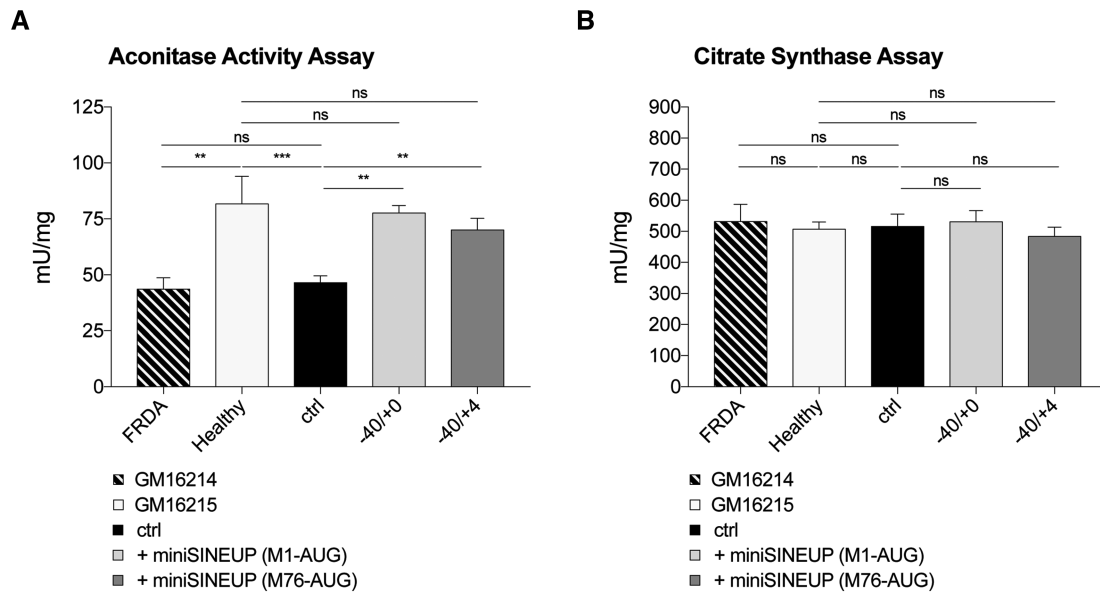 A
Aconitase Activity Assay
mU/mg
125
100
75
50
25
0
ns
ns
ns
** *** **
**
FRDA
Healthy
ctrl
-40/+0
-40/+4
GM16214
GM16215
ctrl
+ miniSINEUP (M1-AUG)
+ miniSINEUP (M76-AUG)
B
Citrate Synthase Assay
mU/mg
900
800
700
600
500
400
300
200
100
0
ns
ns
ns
ns ns ns
ns
FRDA
Healthy
ctrl
-40/+0
-40/+4
GM16214
GM16215
ctrl
+ miniSINEUP (M1-AUG)
+ miniSINEUP (M76-AUG)